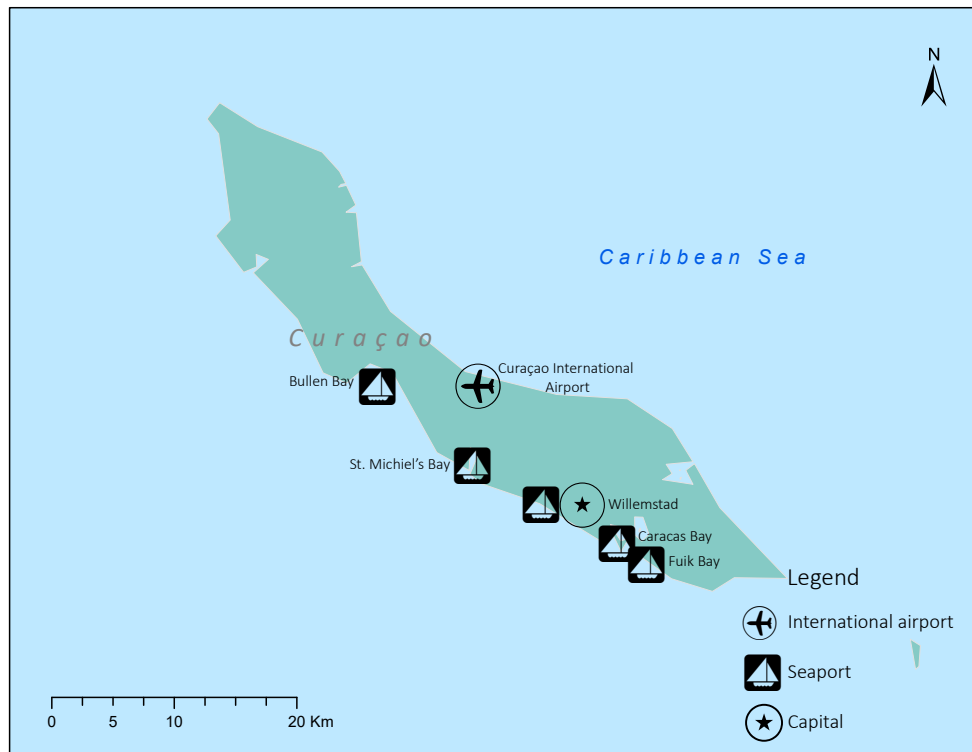 N
Caribbean Sea
Curaçao
Curaçao International
Airport
Bullen Bay
St. Michiel’s Bay
Willemstad
Caracas Bay
Fuik Bay
Legend
International airport
Seaport
Capital
0 5 10 20 Km